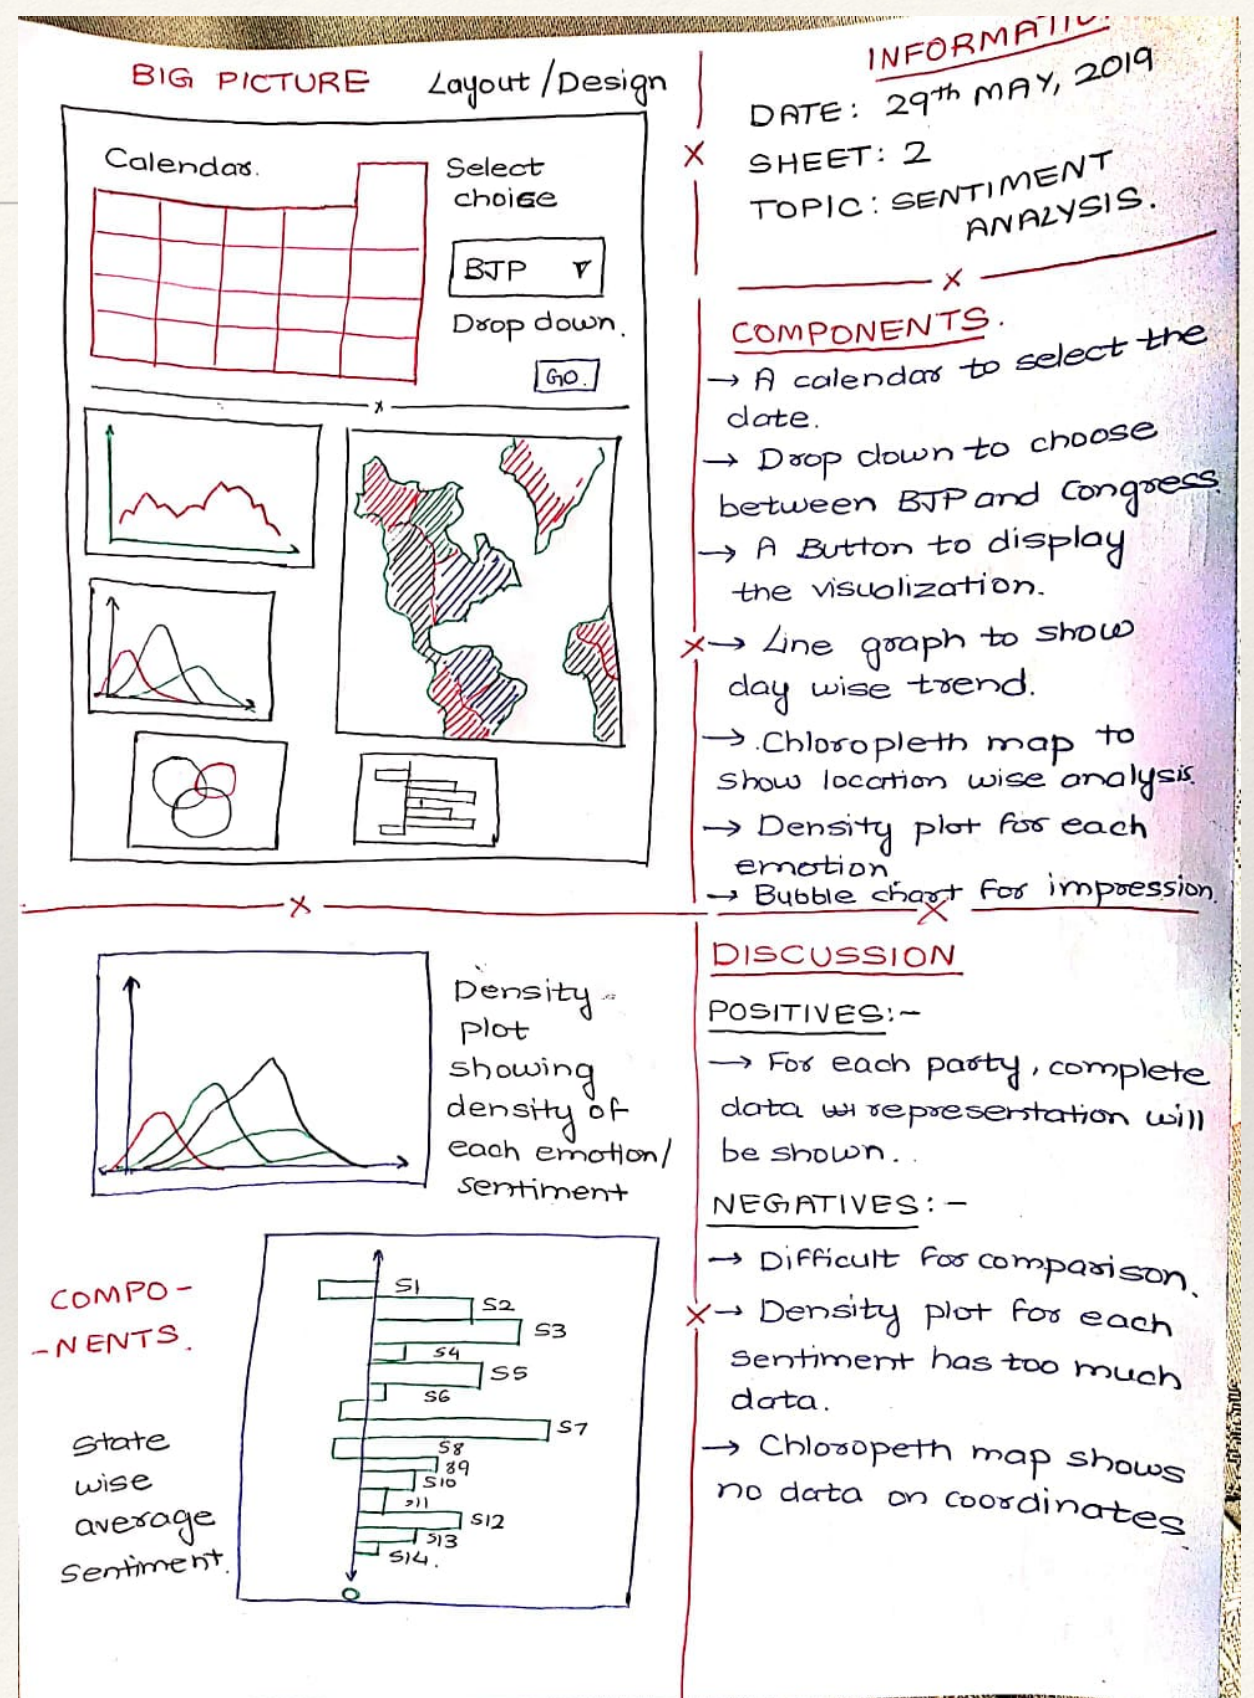 BIG PICTURE Layout/Design
Calendar.
Select
choice
BJP
Drop down.
GO.
x
INFORMATIO
DATE: 29th MAY, 2019
SHEET: 2
TOPIC: SENTIMENT
ANALYSIS.
COMPONENTS.
→ A calendar to select the
date.
→ Drop down to choose
between BJP and Congress.
→ A Button to display
the visualization.
→ Line graph to show
day wise trend.
→ Chloropleth map to
show location wise analysis.
→ Density plot for each
emotion
→ Bubble chart for impression.
Density
plot
showing
density of
each emotion/
sentiment
COMPO-
-NENTS.
State
wise
average
Sentiment.
S1
S2
S3
S4
S5
S6
S7
S8
S9
S10
S11
S12
S13
S14.
0
DISCUSSION
POSITIVES:-
→ For each party, complete
data representation will
be shown.
NEGATIVES:-
→ Difficult for comparison.
→ Density plot for each
sentiment has too much
data.
→ Chloropeth map shows
no data on coordinates